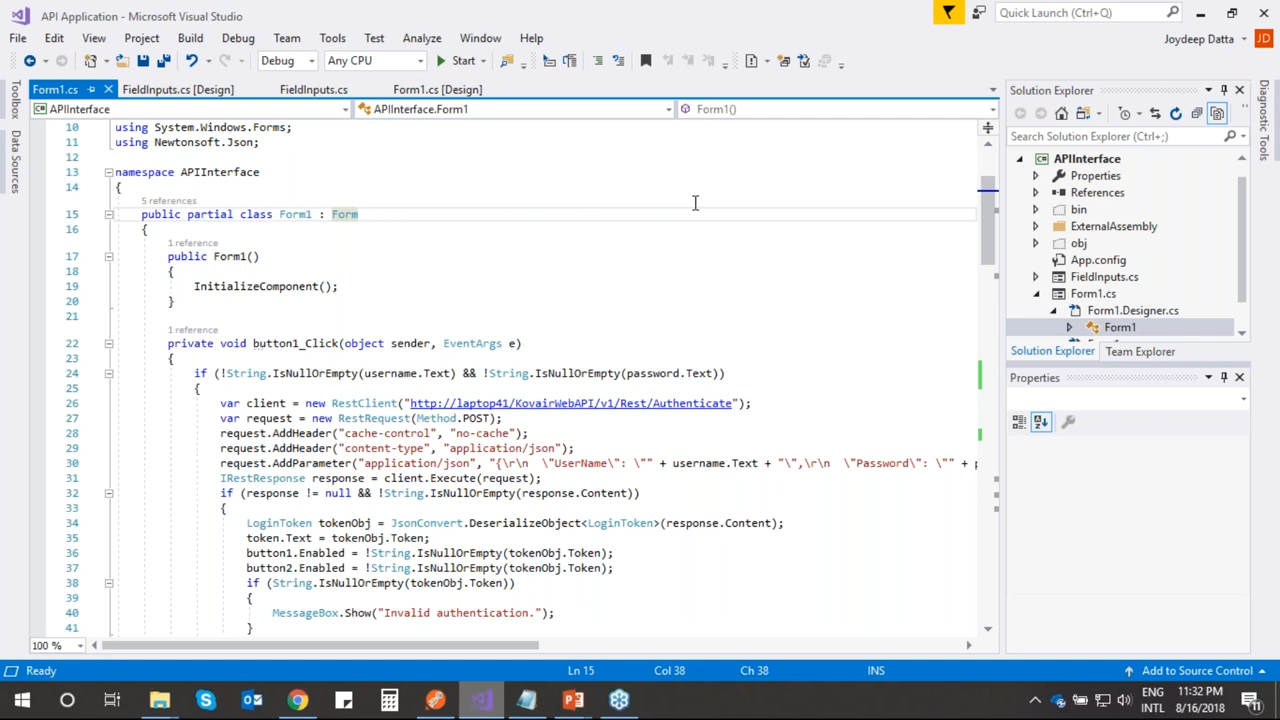 API Application - Microsoft Visual Studio
Quick Launch (Ctrl+Q)
File Edit View Project Build Debug Team Tools Test Analyze Window Help
Joydeep Datta JD
Debug Any CPU Start
Form1.cs FieldInputs.cs [Design] FieldInputs.cs Form1.cs [Design]
APIInterface APIInterface.Form1 Form1()
Toolbox
Data Sources
10 using System.Windows.Forms;
11 using Newtonsoft.Json;
12
13 namespace APIInterface
14 {
5 references
15 public partial class Form1 : Form
16 {
1 reference
17 public Form1()
18 {
19 InitializeComponent();
20 }
21
1 reference
22 private void button1_Click(object sender, EventArgs e)
23 {
24 if (!String.IsNullOrEmpty(username.Text) && !String.IsNullOrEmpty(password.Text))
25 {
26 var client = new RestClient("http://laptop41/KovairWebAPI/v1/Rest/Authenticate");
27 var request = new RestRequest(Method.POST);
28 request.AddHeader("cache-control", "no-cache");
29 request.AddHeader("content-type", "application/json");
30 request.AddParameter("application/json", "{\r\n  \"UserName\": \"" + username.Text + "\",\r\n  \"Password\": \"" + p
31 IRestResponse response = client.Execute(request);
32 if (response != null && !String.IsNullOrEmpty(response.Content))
33 {
34 LoginToken tokenObj = JsonConvert.DeserializeObject<LoginToken>(response.Content);
35 token.Text = tokenObj.Token;
36 button1.Enabled = !String.IsNullOrEmpty(tokenObj.Token);
37 button2.Enabled = !String.IsNullOrEmpty(tokenObj.Token);
38 if (String.IsNullOrEmpty(tokenObj.Token))
39 {
40 MessageBox.Show("Invalid authentication.");
41 }
100 %
Solution Explorer
Search Solution Explorer (Ctrl+;)
APIInterface
Properties
References
bin
ExternalAssembly
obj
App.config
FieldInputs.cs
Form1.cs
Form1.Designer.cs
Form1
Solution Explorer Team Explorer
Properties
Diagnostic Tools
Ready Ln 15 Col 38 Ch 38 INS Add to Source Control
ENG
INTL
11:32 PM
8/16/2018
11